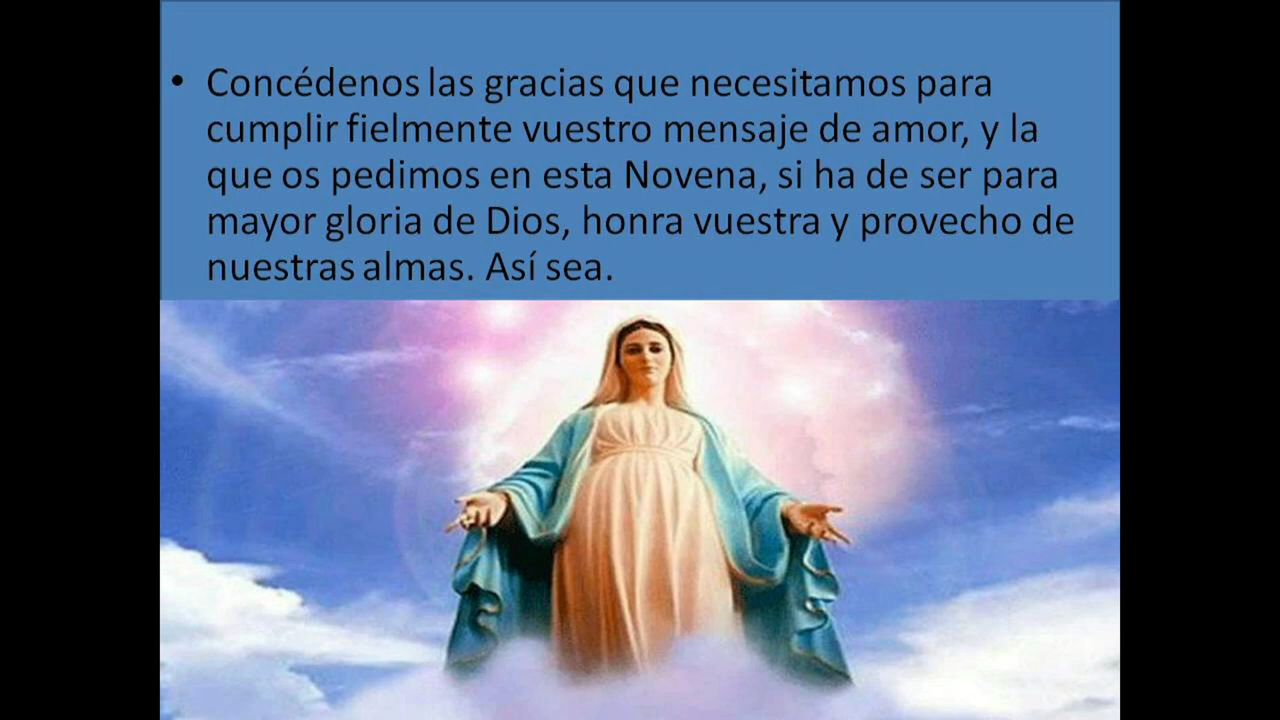 • Concédenos las gracias que necesitamos para
cumplir fielmente vuestro mensaje de amor, y la
que os pedimos en esta Novena, si ha de ser para
mayor gloria de Dios, honra vuestra y provecho de
nuestras almas. Así sea.